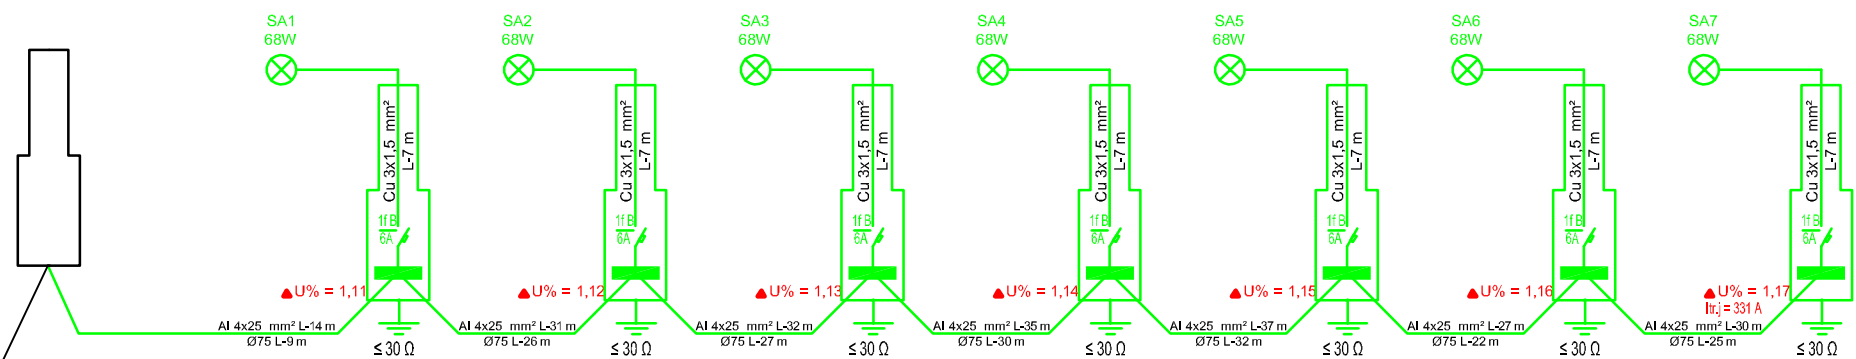 SA1
68W
Cu 3x1,5 mm²
L-7 m
1f B
6A
U% = 1,11
Al 4x25 mm² L-14 m
Ø75 L-9 m
≤ 30 Ω
SA2
68W
Cu 3x1,5 mm²
L-7 m
1f B
6A
U% = 1,12
Al 4x25 mm² L-31 m
Ø75 L-26 m
≤ 30 Ω
SA3
68W
Cu 3x1,5 mm²
L-7 m
1f B
6A
U% = 1,13
Al 4x25 mm² L-32 m
Ø75 L-27 m
≤ 30 Ω
SA4
68W
Cu 3x1,5 mm²
L-7 m
1f B
6A
U% = 1,14
Al 4x25 mm² L-35 m
Ø75 L-30 m
≤ 30 Ω
SA5
68W
Cu 3x1,5 mm²
L-7 m
1f B
6A
U% = 1,15
Al 4x25 mm² L-37 m
Ø75 L-32 m
≤ 30 Ω
SA6
68W
Cu 3x1,5 mm²
L-7 m
1f B
6A
U% = 1,16
Al 4x25 mm² L-27 m
Ø75 L-22 m
≤ 30 Ω
SA7
68W
Cu 3x1,5 mm²
L-7 m
1f B
6A
U% = 1,17
Itr.j = 331 A
Al 4x25 mm² L-30 m
Ø75 L-25 m
≤ 30 Ω